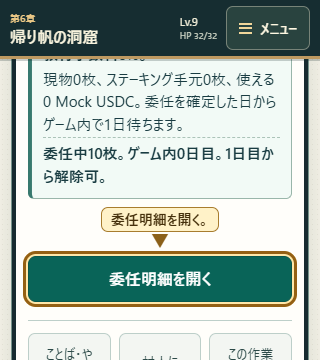 第6章
帰り帆の洞窟
Lv.9
HP 32/32
メニュー
現物0枚、ステーキング手元0枚、使える
0 Mock USDC。委任を確定した日から
ゲーム内で1日待ちます。
委任中10枚。ゲーム内0日目。1日目か
ら解除可。
委任明細を開く。
委任明細を開く
ことば・や
この作業